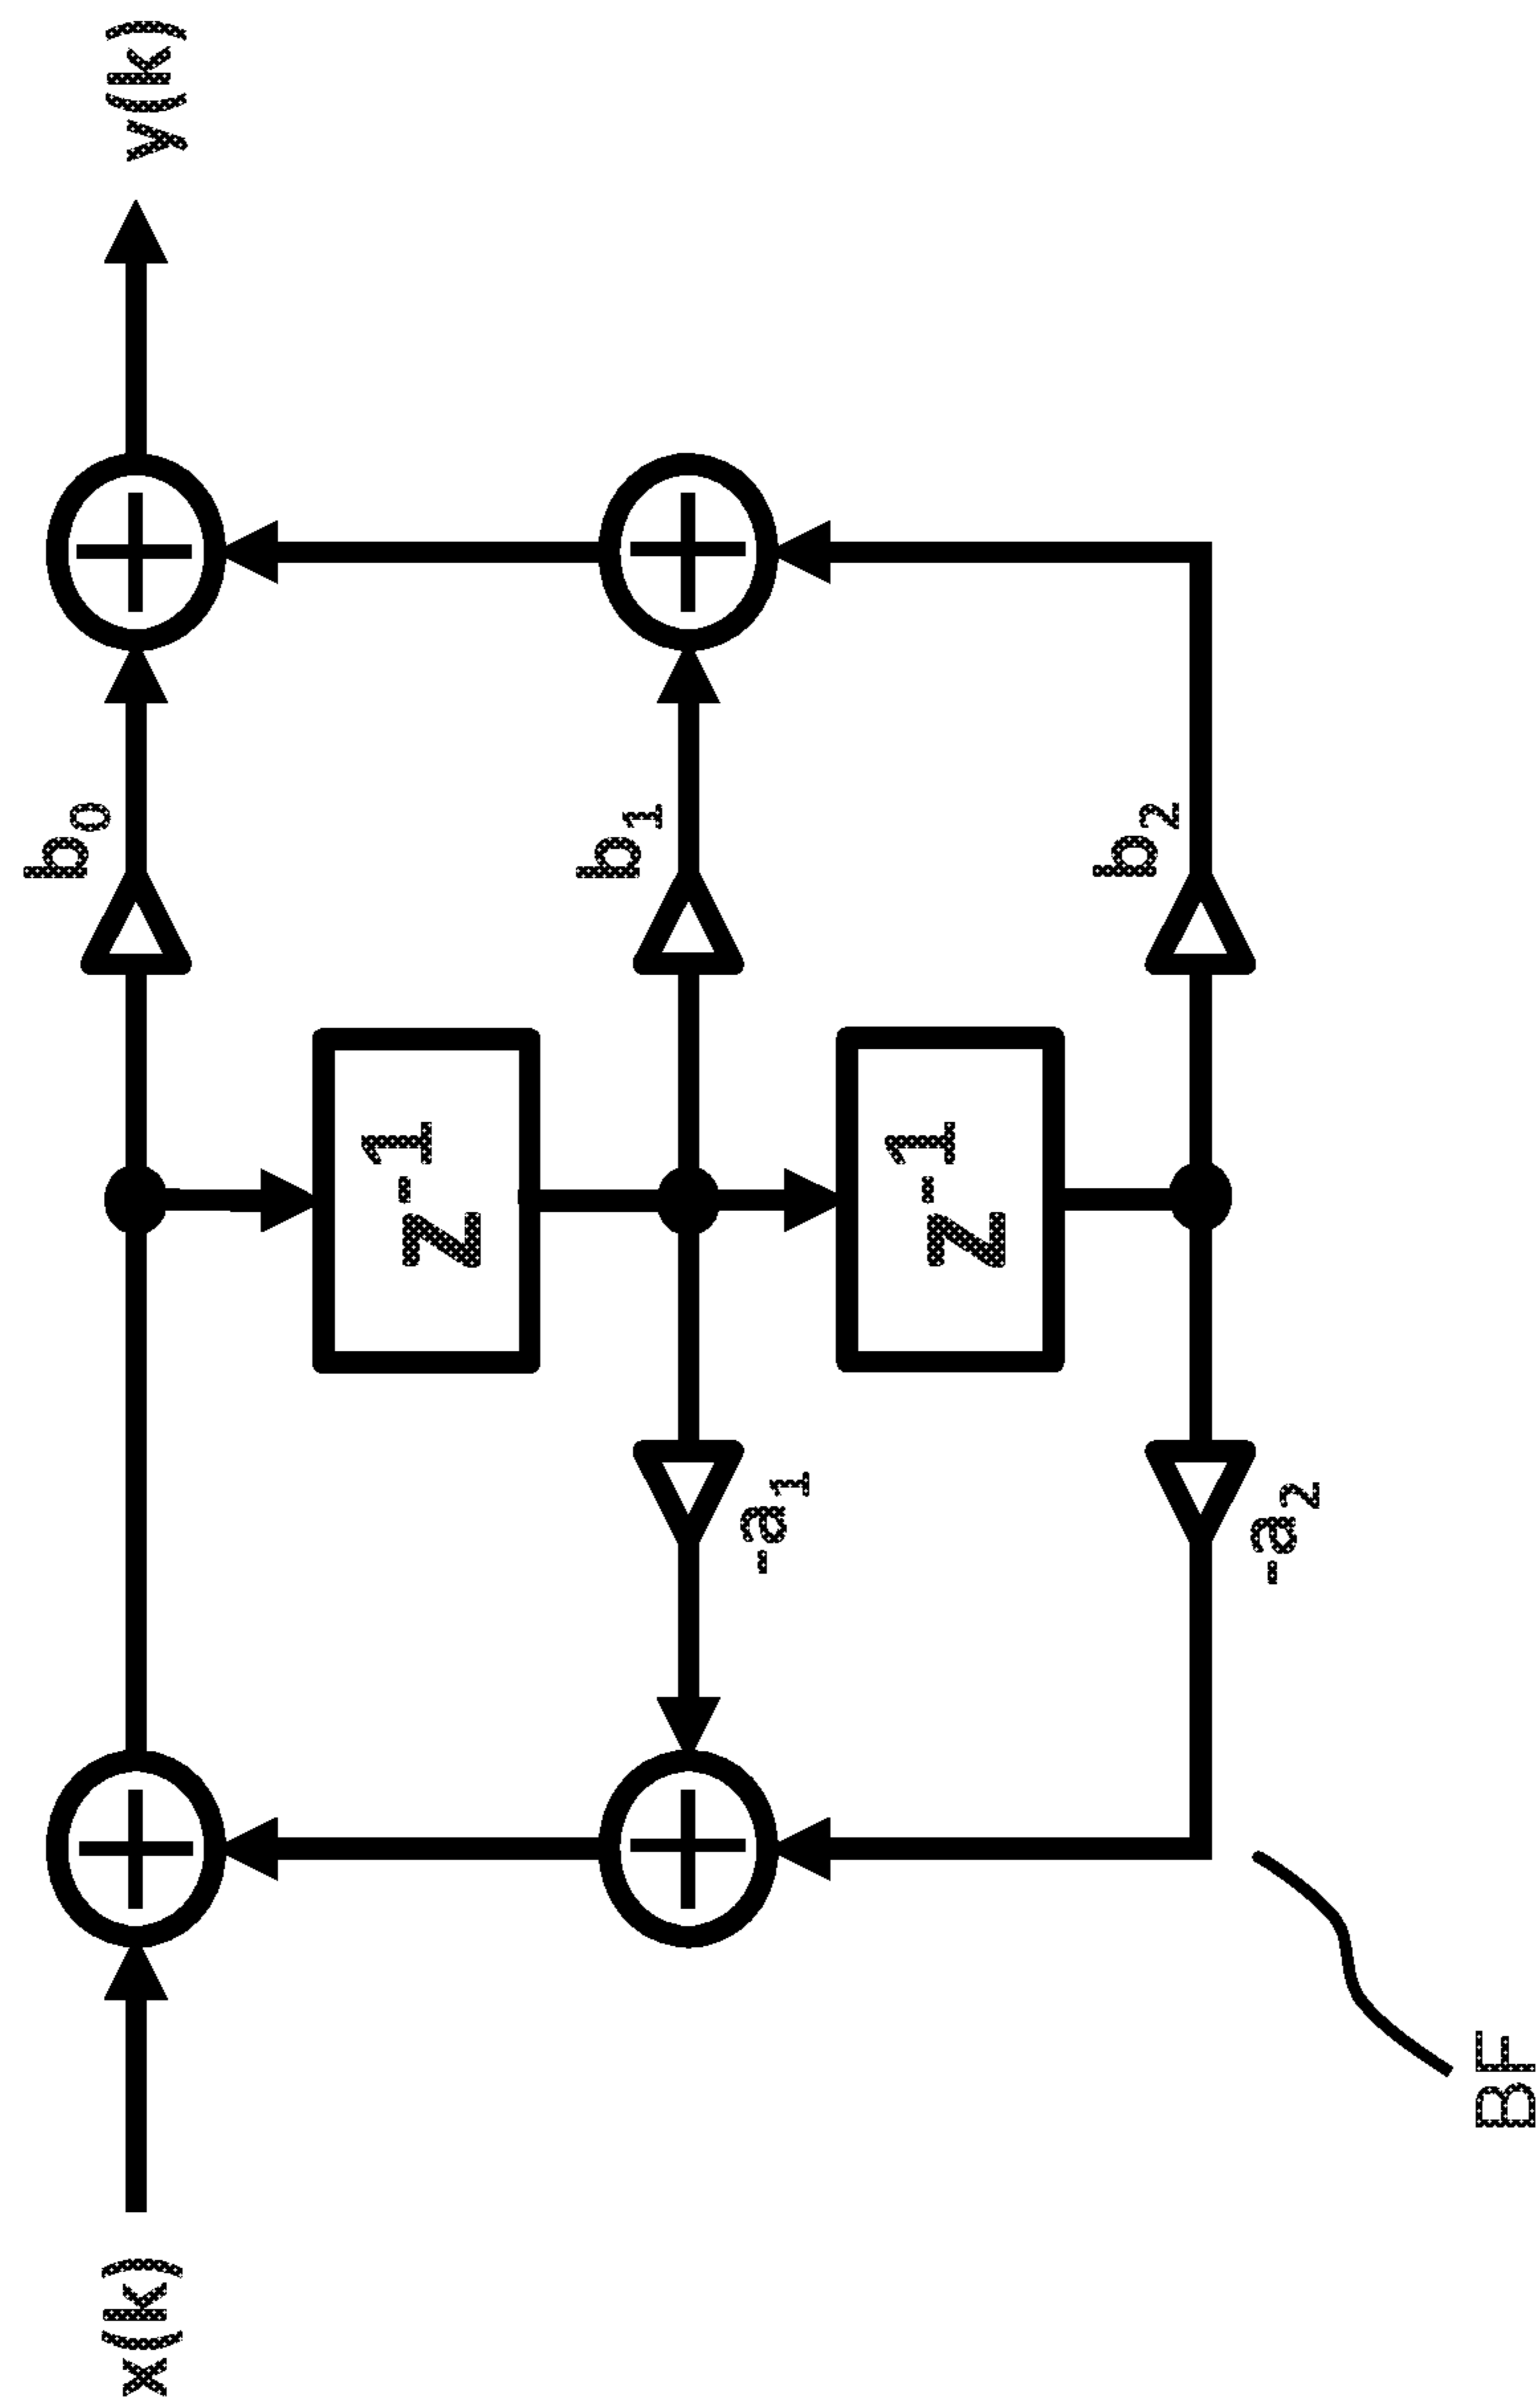 x(k)
b₀
y(k)
z⁻¹
-a₁
b₁
z⁻¹
-a₂
b₂
BF